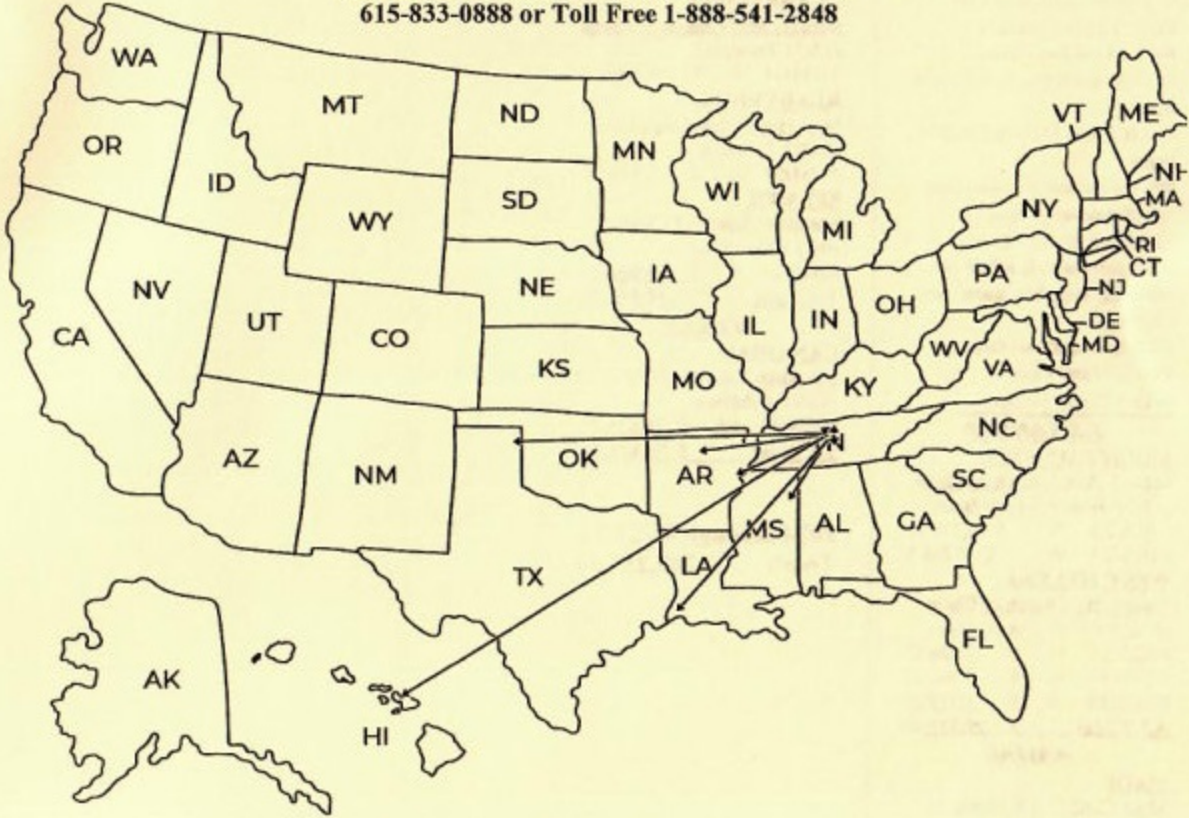 615-833-0888 or Toll Free 1-888-541-2848
WA
MT
ND
MN
VT
ME
OR
ID
SD
WI
NH
WY
MI
NY
MA
RI
CT
NV
NE
IA
PA
NJ
UT
CO
IL
IN
OH
DE
MD
CA
KS
MO
WV
VA
KY
NC
AZ
NM
OK
AR
N
SC
MS
AL
GA
TX
LA
FL
AK
HI